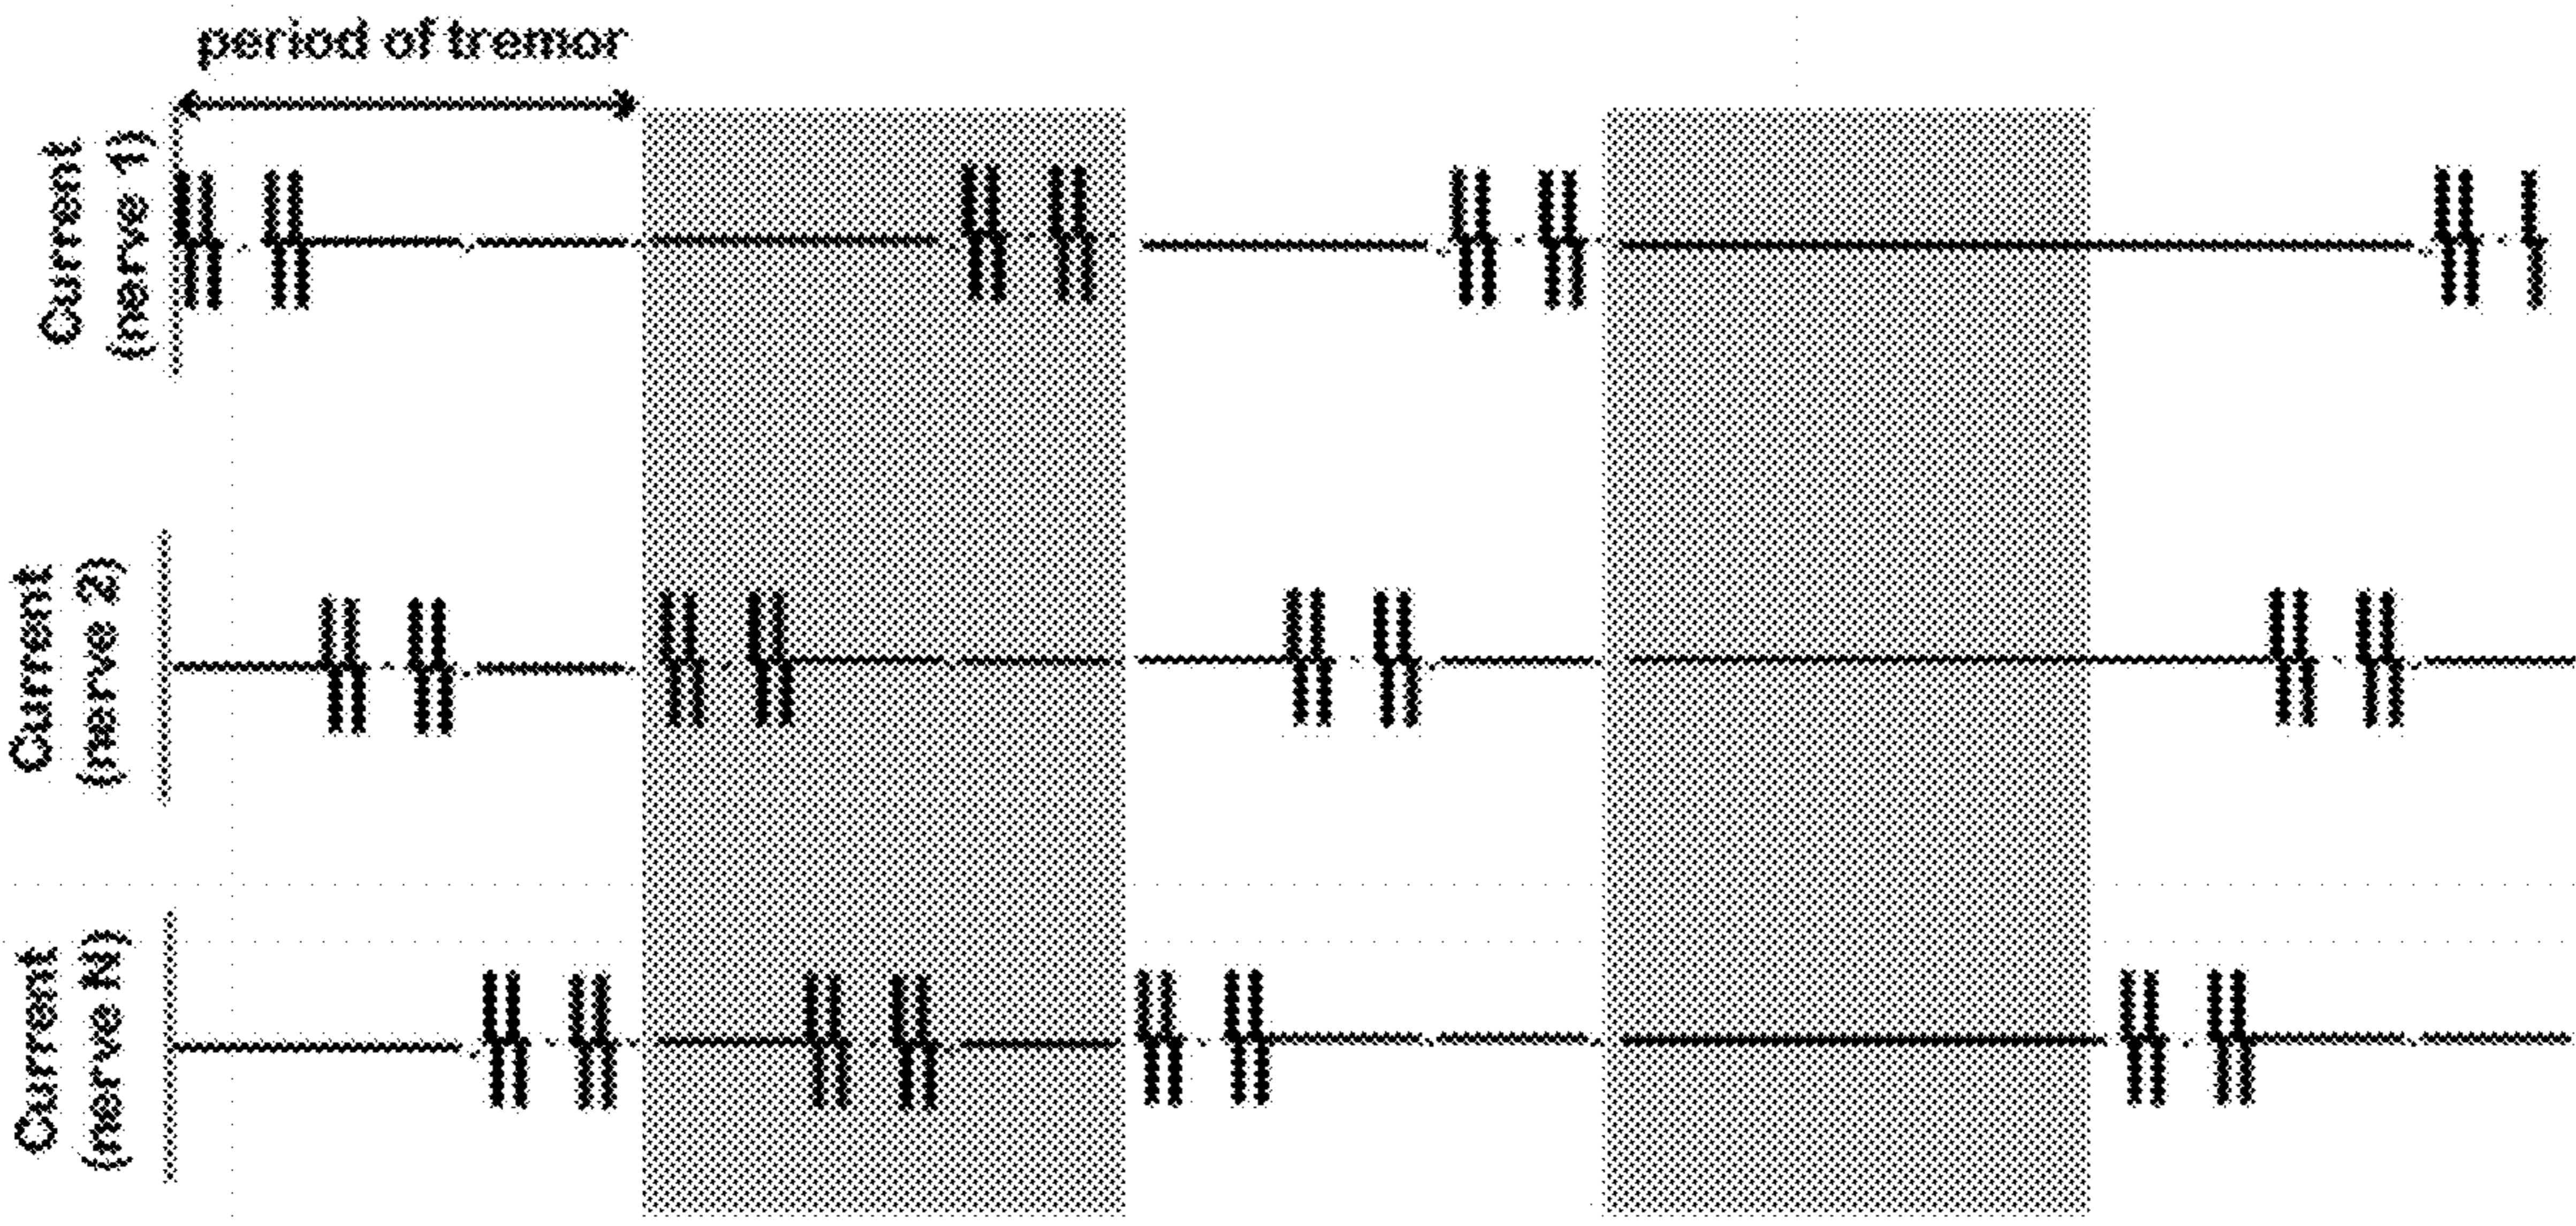 period of tremor
Current
(nerve 1)
Current
(nerve 2)
Current
(nerve N)